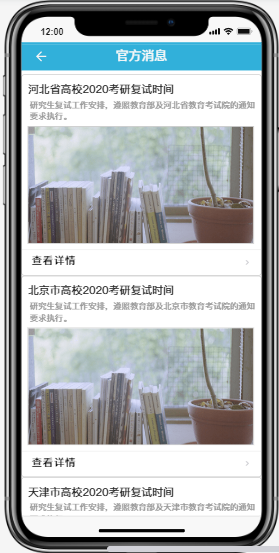 12:00
官方消息
河北省高校2020考研复试时间
研究生复试工作安排，遵照教育部及河北省教育考试院的通知
要求执行。
查看详情
北京市高校2020考研复试时间
研究生复试工作安排，遵照教育部及北京市教育考试院的通知
要求执行。
查看详情
天津市高校2020考研复试时间
研究生复试工作安排，遵照教育部及天津市教育考试院的通知